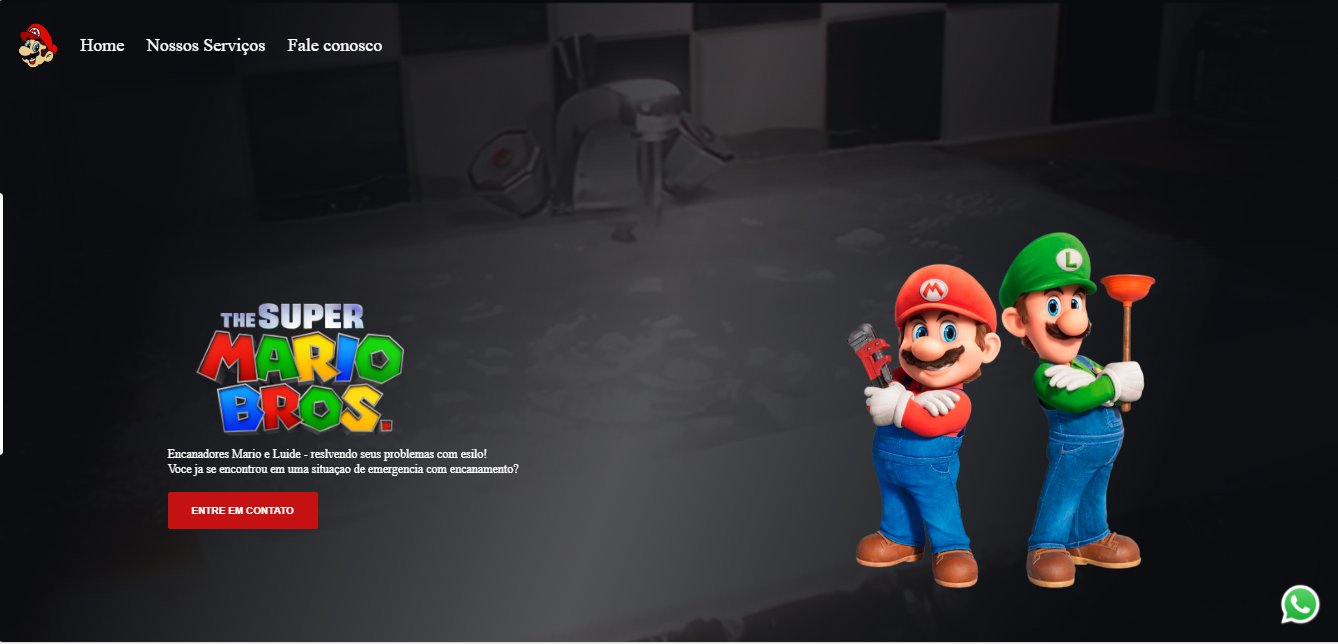 Home Nossos Serviços Fale conosco
THE SUPER
MARIO
BROS.
Encanadores Mario e Luide - reslvendo seus problemas com esilo!
Voce ja se encontrou em uma situaçao de emergencia com encanamento?
ENTRE EM CONTATO
M
L